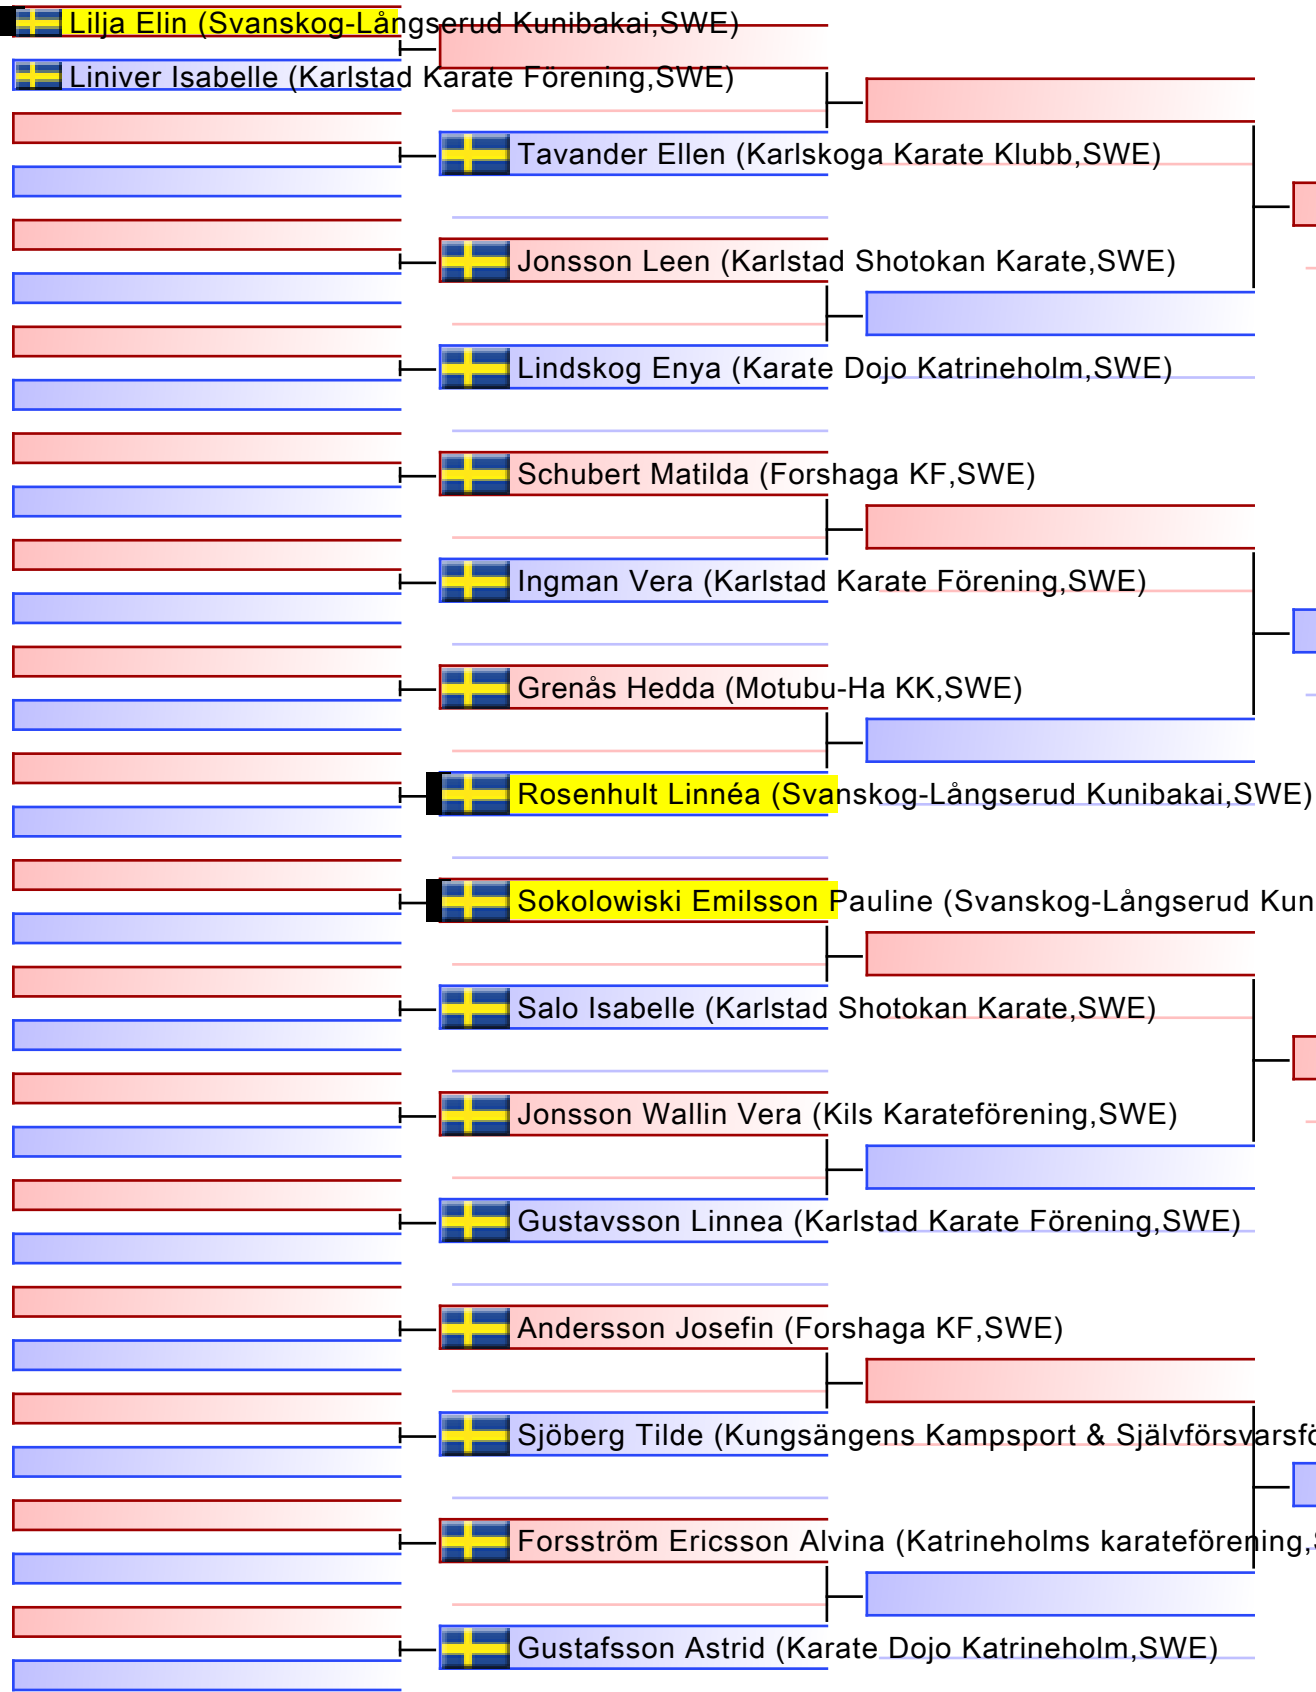 Lilja Elin (Svanskog-Långserud Kunibakai,SWE)
Liniver Isabelle (Karlstad Karate Förening,SWE)
Tavander Ellen (Karlskoga Karate Klubb,SWE)
Jonsson Leen (Karlstad Shotokan Karate,SWE)
Lindskog Enya (Karate Dojo Katrineholm,SWE)
Schubert Matilda (Forshaga KF,SWE)
Ingman Vera (Karlstad Karate Förening,SWE)
Grenås Hedda (Motubu-Ha KK,SWE)
Rosenhult Linnéa (Svanskog-Långserud Kunibakai,SWE)
Sokolowiski Emilsson Pauline (Svanskog-Långserud Kun
Salo Isabelle (Karlstad Shotokan Karate,SWE)
Jonsson Wallin Vera (Kils Karateförening,SWE)
Gustavsson Linnea (Karlstad Karate Förening,SWE)
Andersson Josefin (Forshaga KF,SWE)
Sjöberg Tilde (Kungsängens Kampsport & Självförsvarsfö
Forsström Ericsson Alvina (Katrineholms karateförening,S
Gustafsson Astrid (Karate Dojo Katrineholm,SWE)